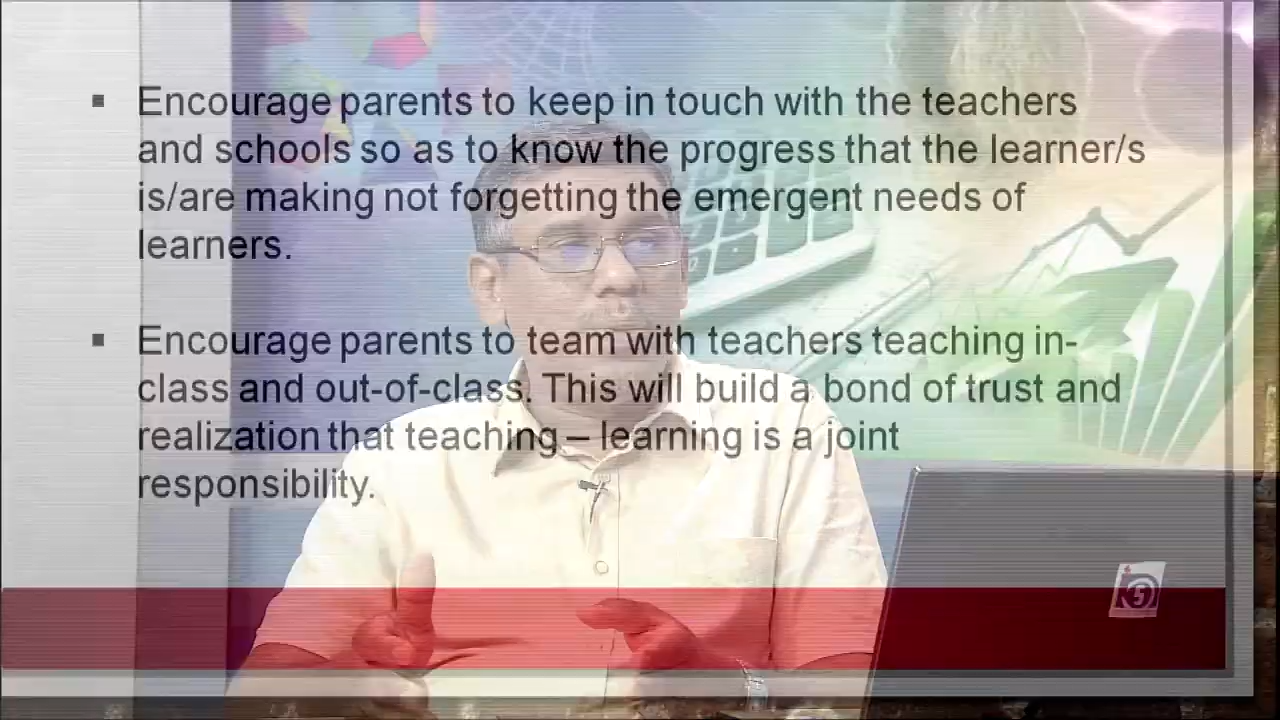 ▪ Encourage parents to keep in touch with the teachers
and schools so as to know the progress that the learner/s
is/are making not forgetting the emergent needs of
learners.
▪ Encourage parents to team with teachers teaching in-
class and out-of-class. This will build a bond of trust and
realization that teaching – learning is a joint
responsibility.